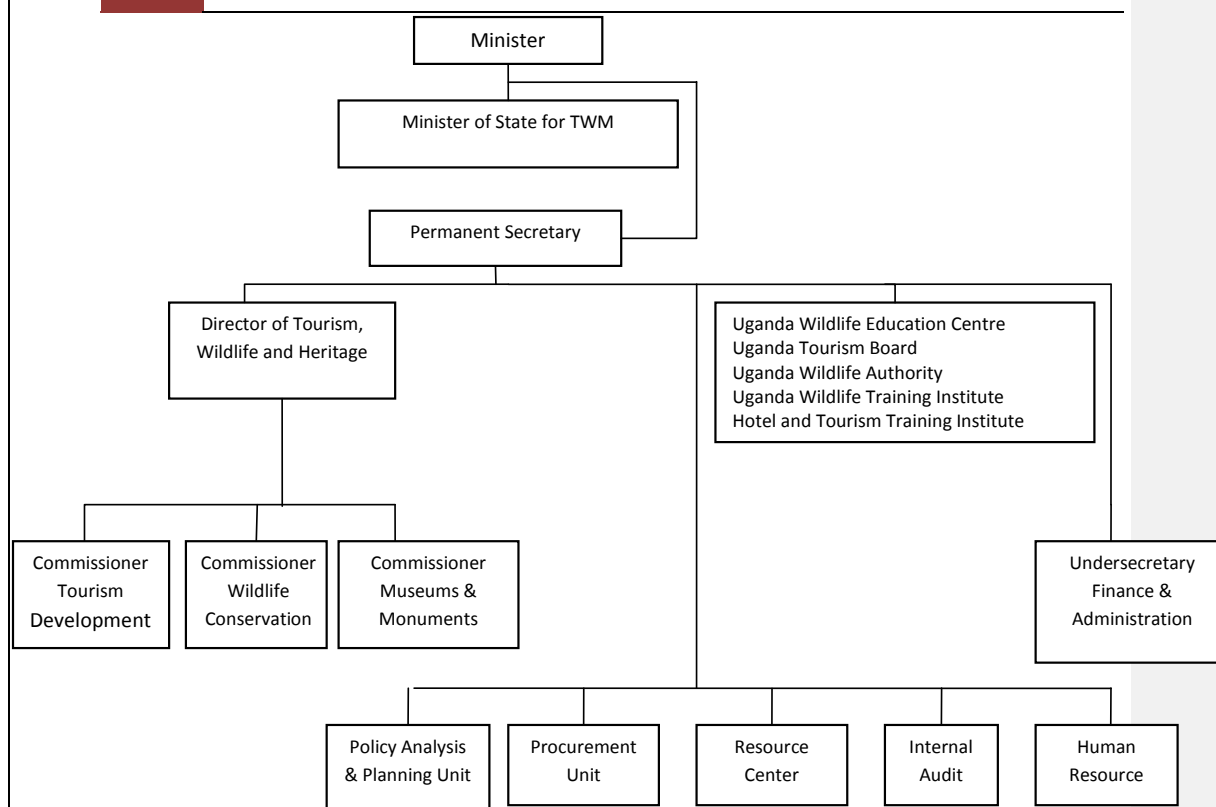 Minister
Minister of State for TWM
Permanent Secretary
Director of Tourism,
Wildlife and Heritage
Uganda Wildlife Education Centre
Uganda Tourism Board
Uganda Wildlife Authority
Uganda Wildlife Training Institute
Hotel and Tourism Training Institute
Commissioner
Tourism
Development
Commissioner
Wildlife
Conservation
Commissioner
Museums &
Monuments
Undersecretary
Finance &
Administration
Policy Analysis
& Planning Unit
Procurement
Unit
Resource
Center
Internal
Audit
Human
Resource